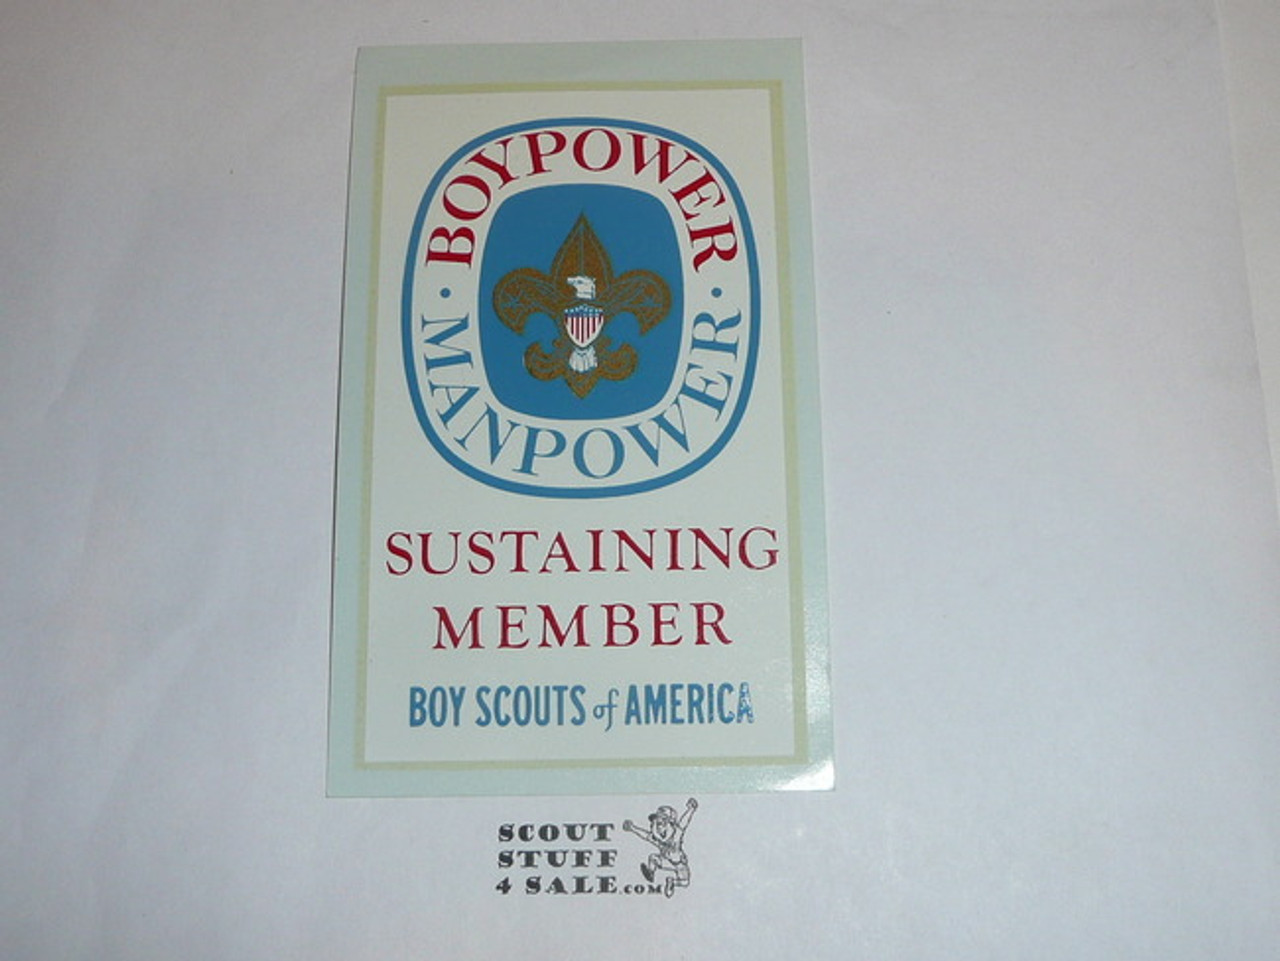 BOYPOWER
• MANPOWER •
SUSTAINING
MEMBER
BOY SCOUTS of AMERICA
SCOUT
STUFF
4 SALE.COM